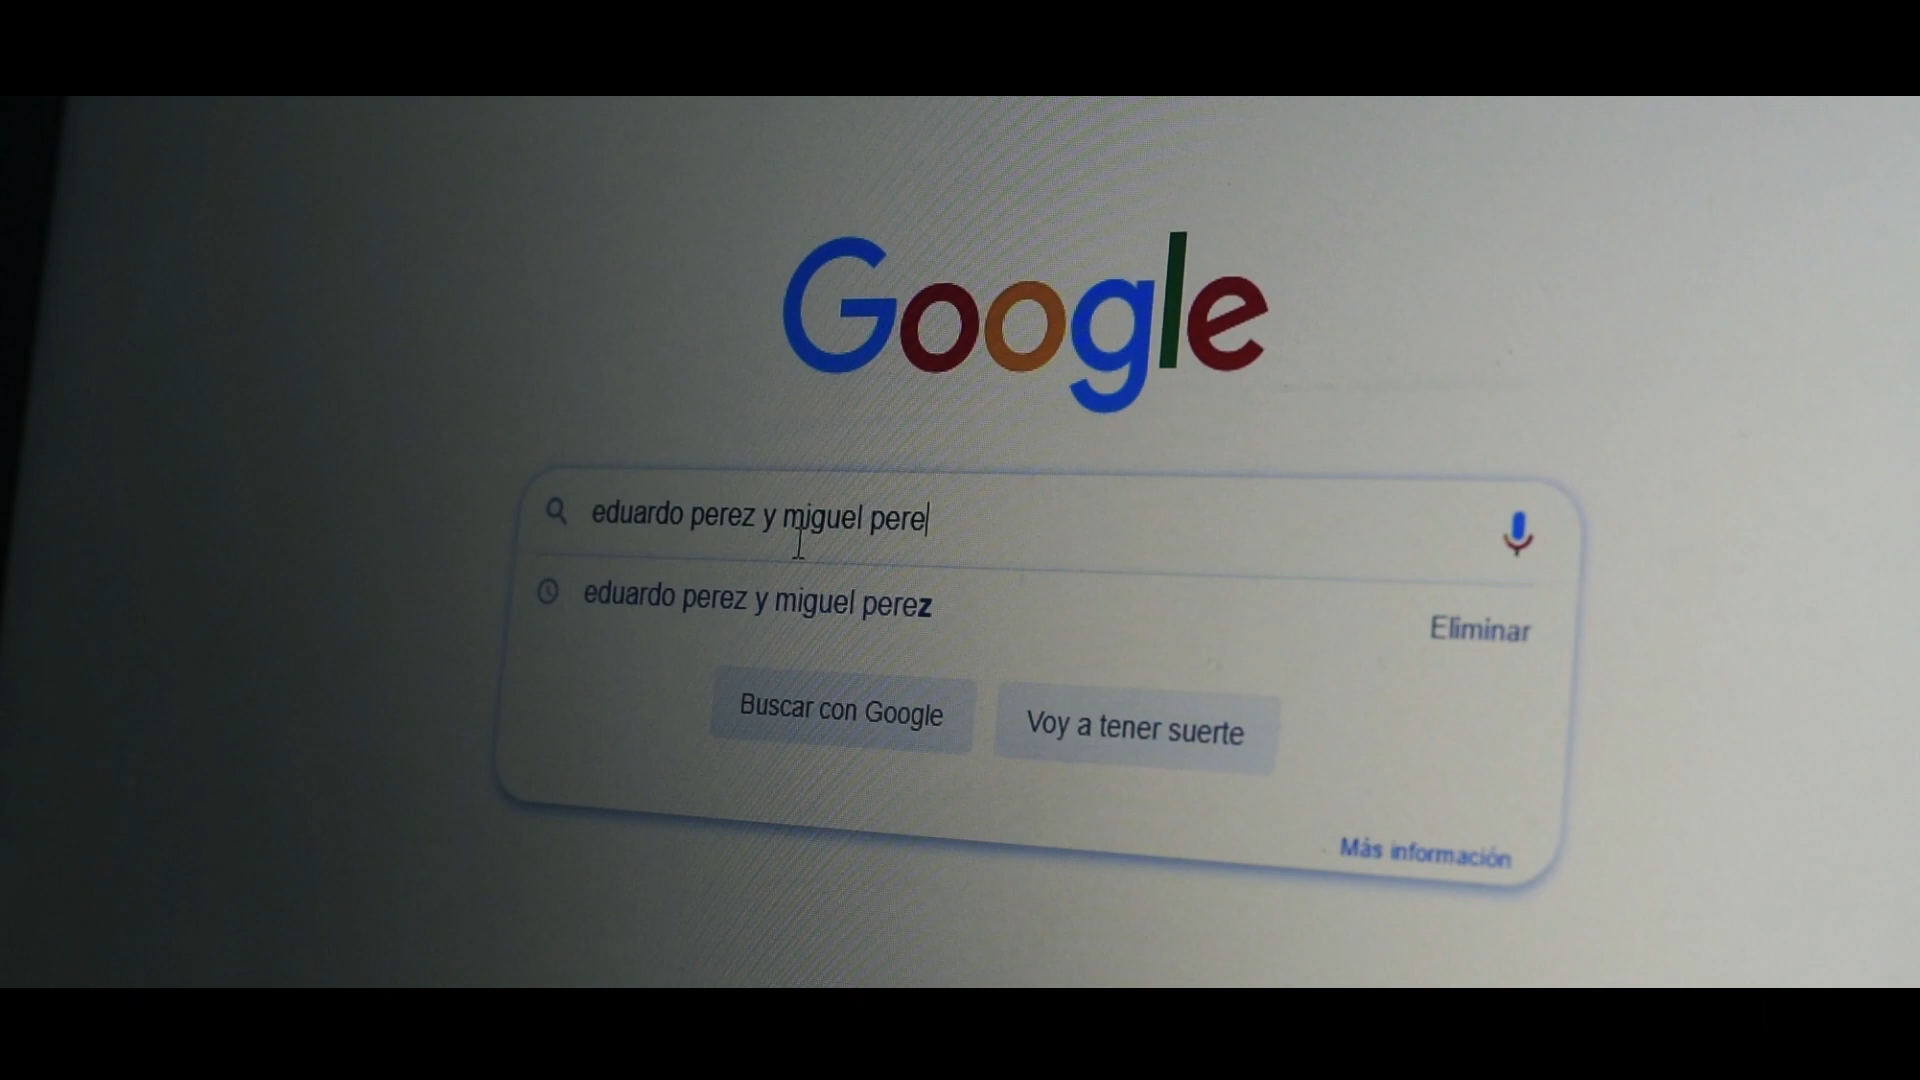 Google
eduardo perez y miguel pere
eduardo perez y miguel perez
Eliminar
Buscar con Google
Voy a tener suerte
Más información